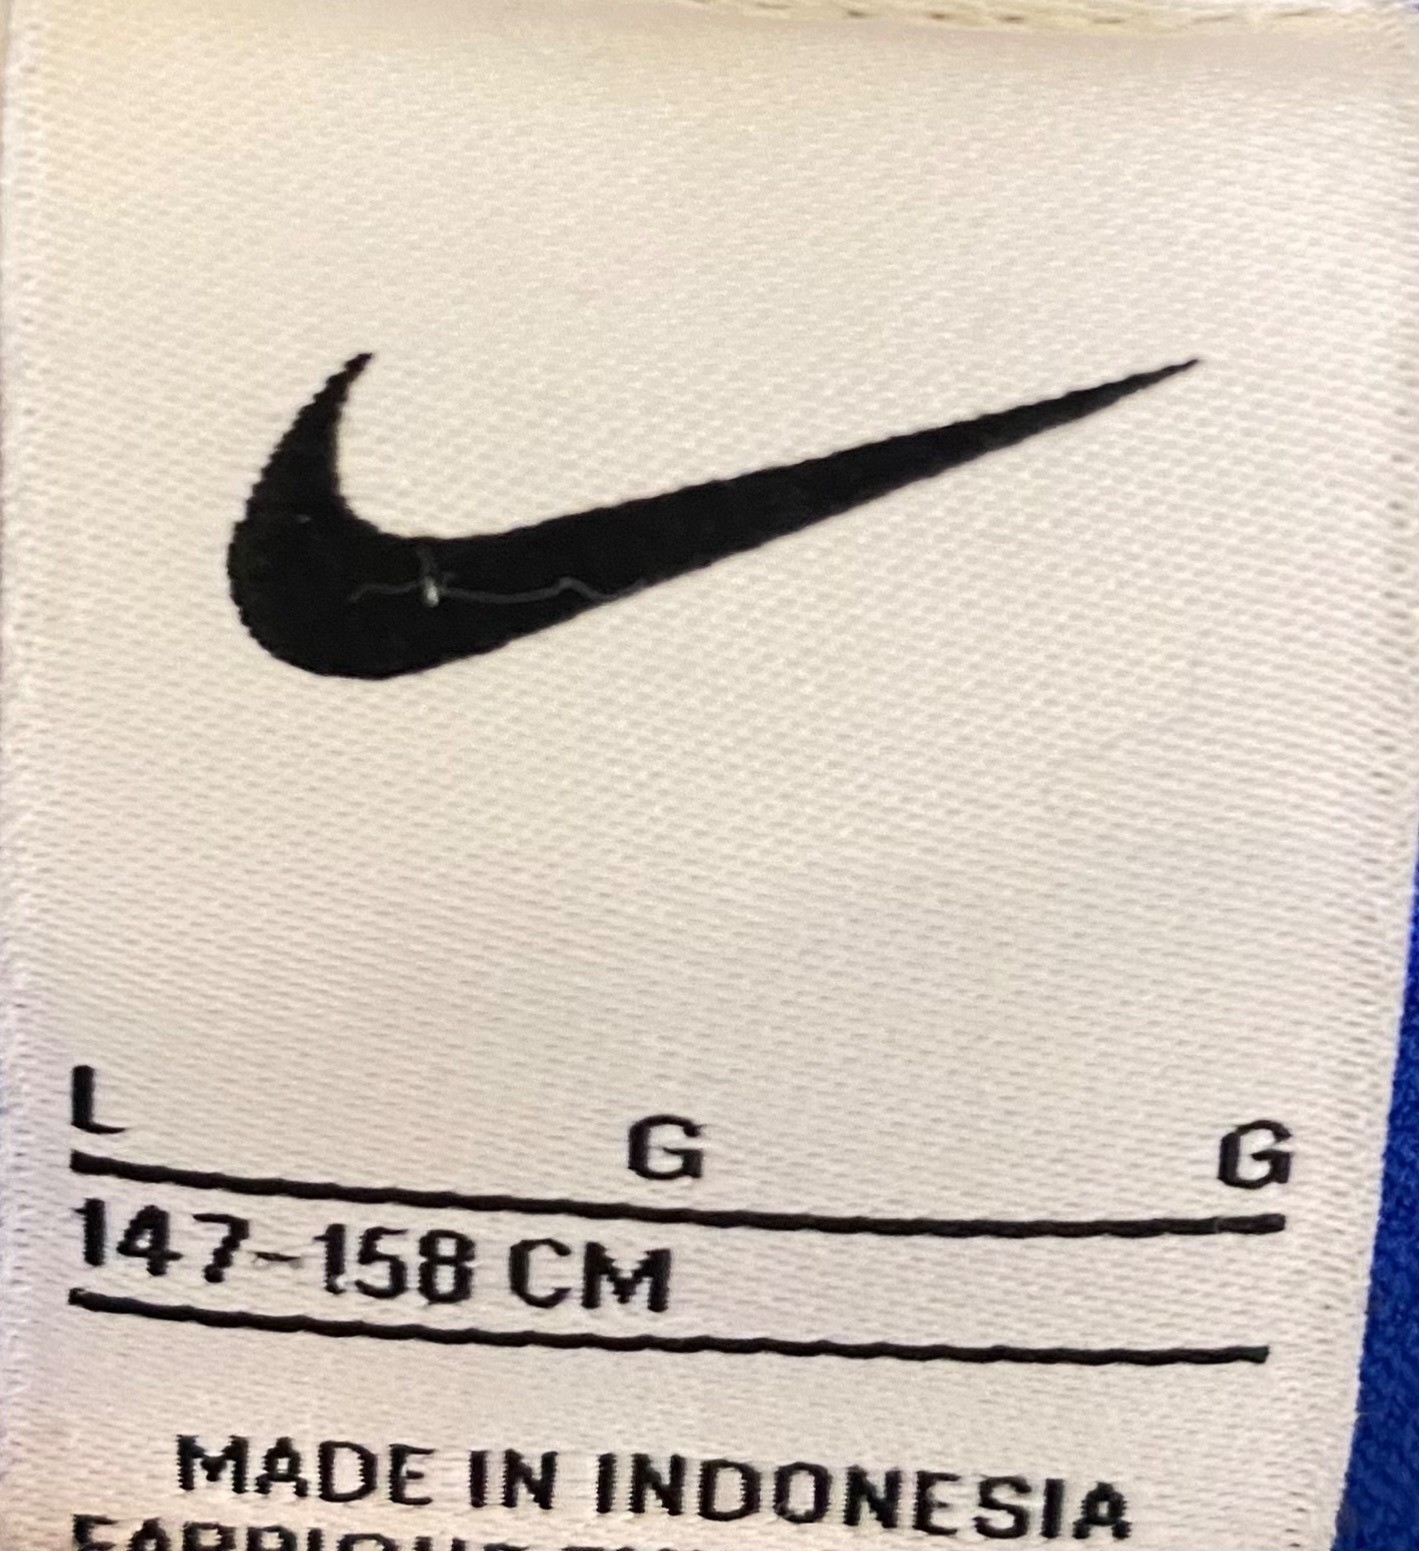 L G G
147-158 CM
MADE IN INDONESIA